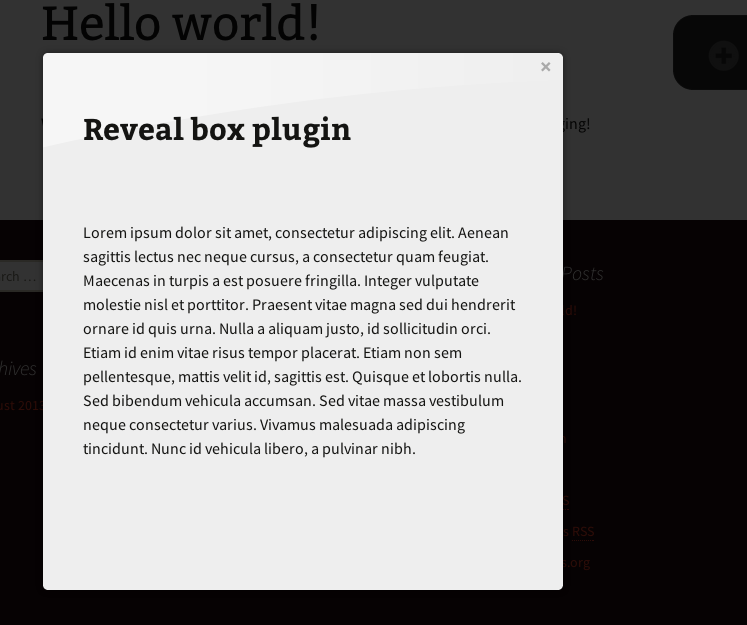 Hello world!
×
Reveal box plugin
ging!
Lorem ipsum dolor sit amet, consectetur adipiscing elit. Aenean
sagittis lectus nec neque cursus, a consectetur quam feugiat.
Maecenas in turpis a est posuere fringilla. Integer vulputate
molestie nisl et porttitor. Praesent vitae magna sed dui hendrerit
ornare id quis urna. Nulla a aliquam justo, id sollicitudin orci.
Etiam id enim vitae risus tempor placerat. Etiam non sem
pellentesque, mattis velit id, sagittis est. Quisque et lobortis nulla.
Sed bibendum vehicula accumsan. Sed vitae massa vestibulum
neque consectetur varius. Vivamus malesuada adipiscing
tincidunt. Nunc id vehicula libero, a pulvinar nibh.
rch …
Posts
d!
hives
ust 2013
s RSS
s.org